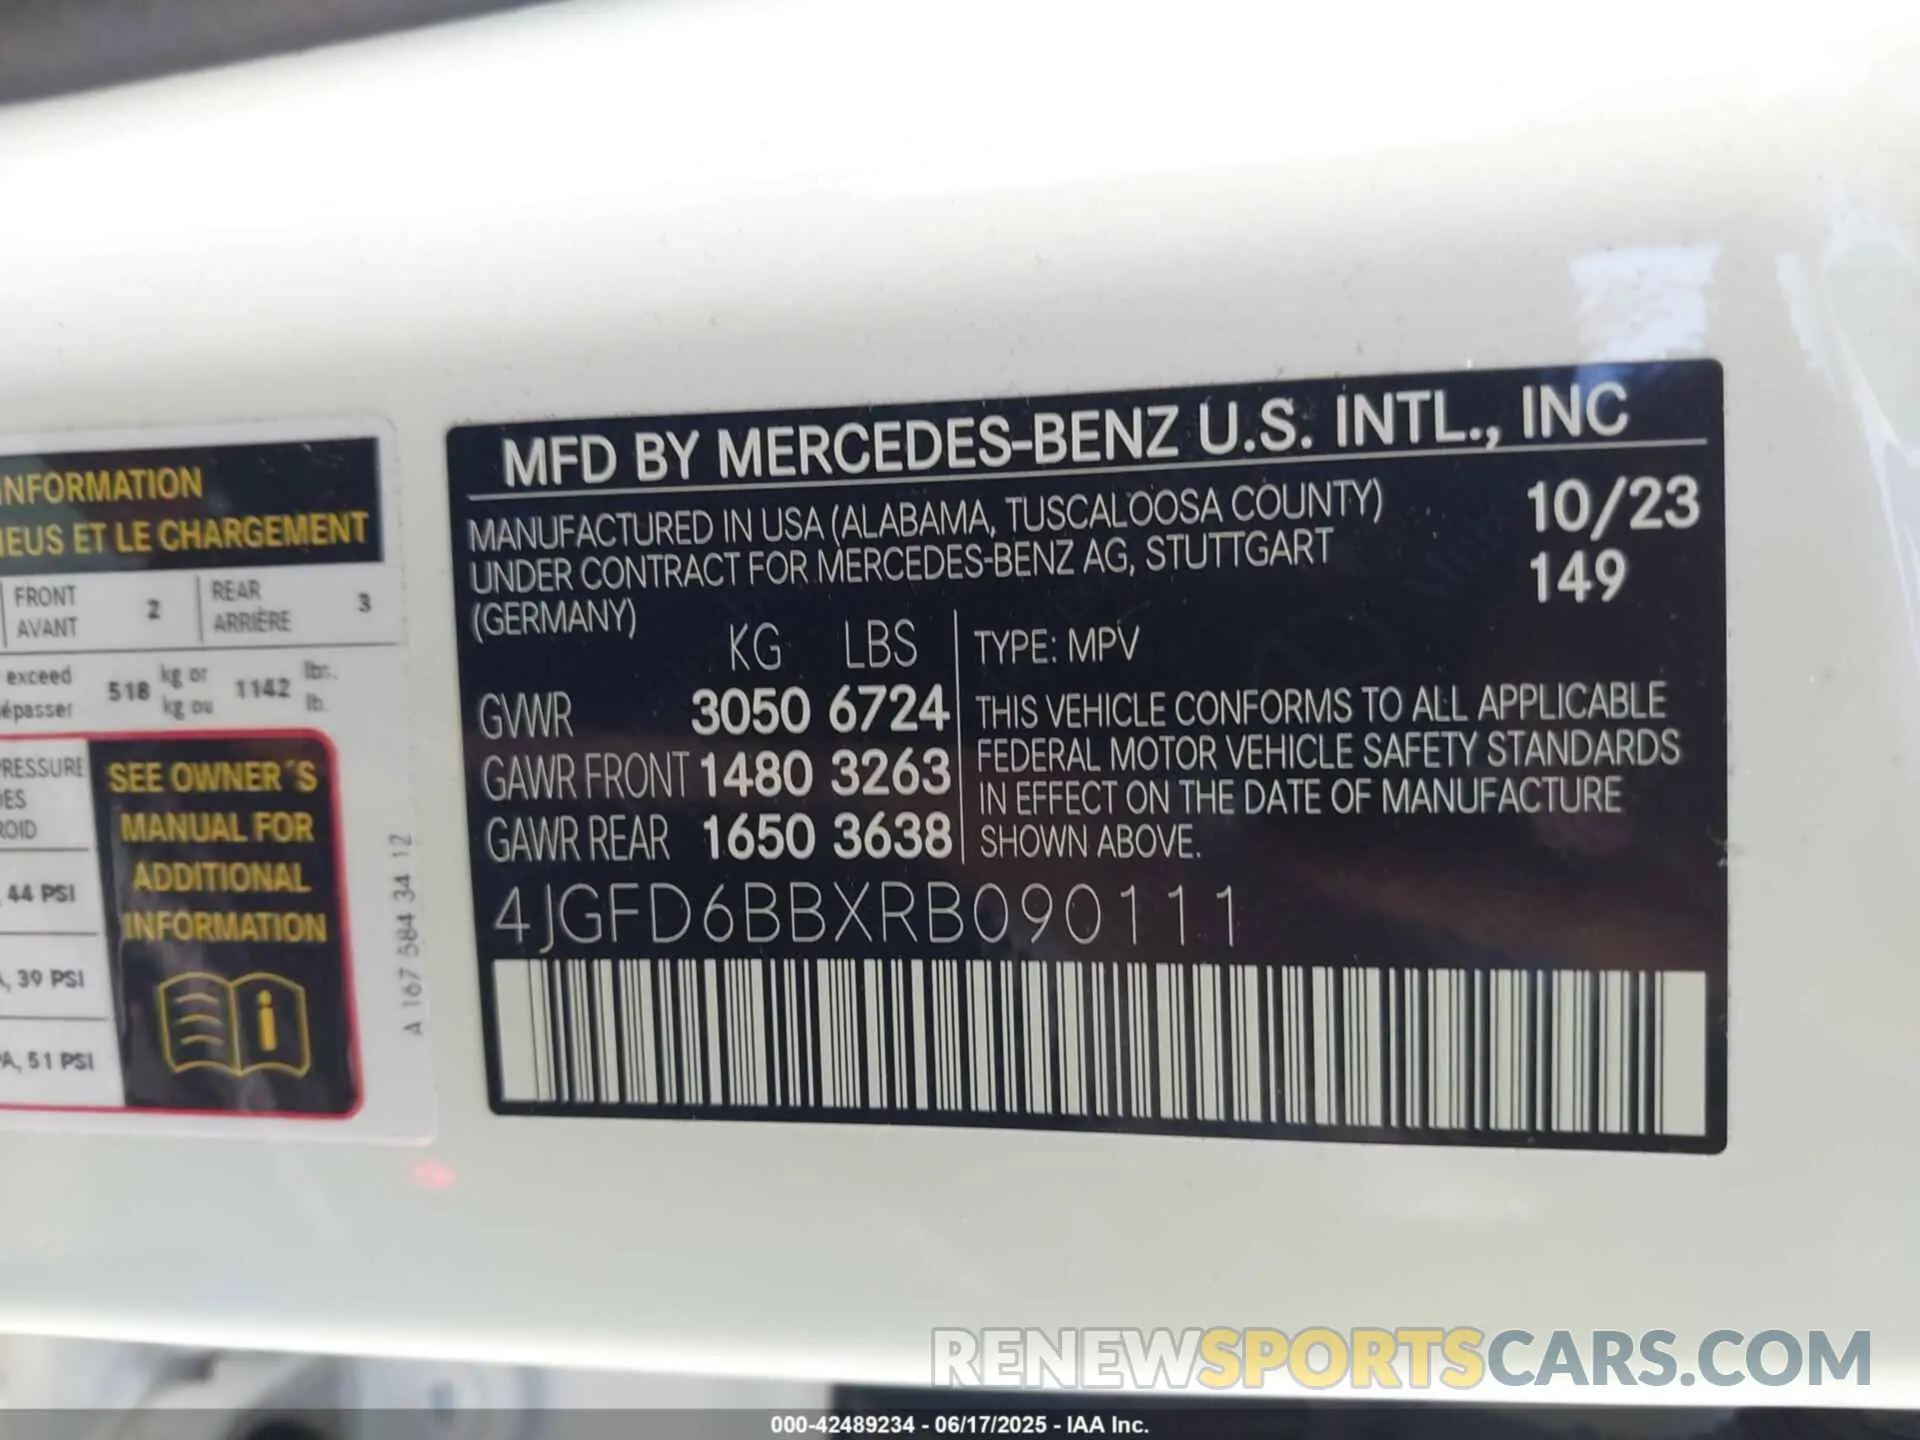 INFORMATION
NEUS ET LE CHARGEMENT
FRONT
AVANT
2
REAR
ARRIÈRE
3
exceed
518 kg or 1142 lbs.
dépasser
kg ou lb.
PRESSURE
44 PSI
39 PSI
51 PSI
SEE OWNER´S
MANUAL FOR
ADDITIONAL
INFORMATION
A 167 584 34 12
MFD BY MERCEDES-BENZ U.S. INTL., INC
MANUFACTURED IN USA (ALABAMA, TUSCALOOSA COUNTY)
UNDER CONTRACT FOR MERCEDES-BENZ AG, STUTTGART
(GERMANY)
10/23
149
KG LBS
GVWR 3050 6724
GAWR FRONT 1480 3263
GAWR REAR 1650 3638
TYPE: MPV
THIS VEHICLE CONFORMS TO ALL APPLICABLE
FEDERAL MOTOR VEHICLE SAFETY STANDARDS
IN EFFECT ON THE DATE OF MANUFACTURE
SHOWN ABOVE.
4JGFD6BBXRB090111
RENEWSPORTSCARS.COM
000-42489234 - 06/17/2025 - IAA Inc.